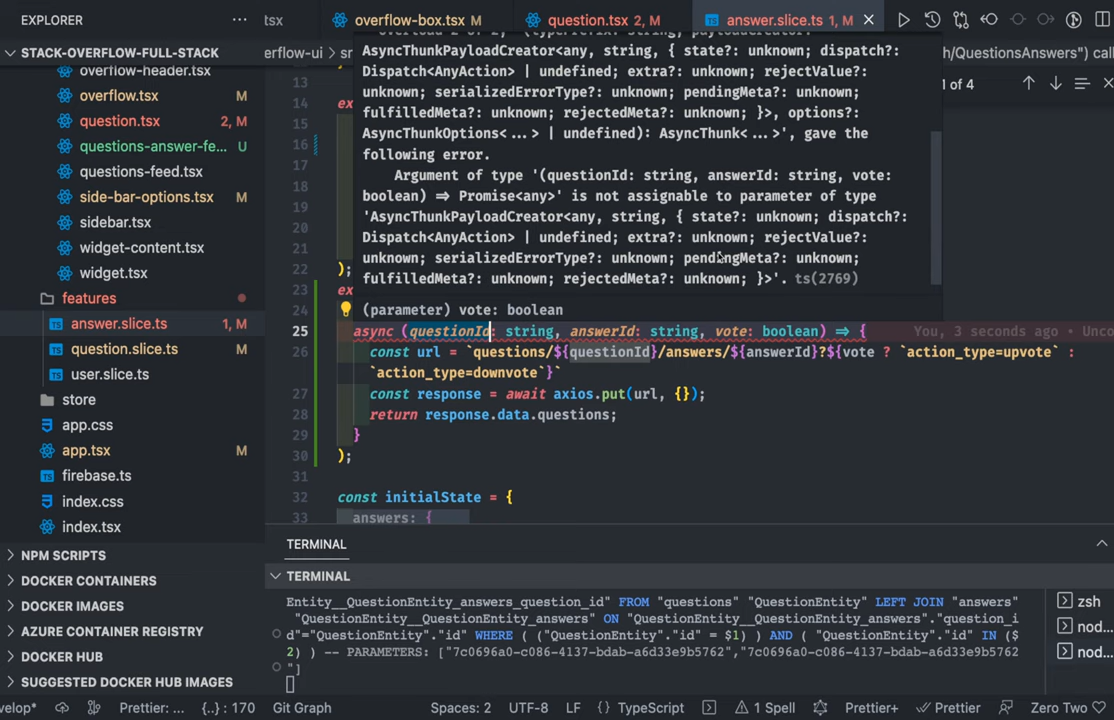 EXPLORER
tsx
overflow-box.tsx M
question.tsx 2, M
answer.slice.ts 1, M
STACK-OVERFLOW-FULL-STACK
overflow-header.tsx
overflow.tsx M
question.tsx 2, M
questions-answer-fe... U
questions-feed.tsx
side-bar-options.tsx M
sidebar.tsx
widget-content.tsx
widget.tsx
features
answer.slice.ts 1, M
question.slice.ts M
user.slice.ts
store
app.css
app.tsx M
firebase.ts
index.css
index.tsx
NPM SCRIPTS
DOCKER CONTAINERS
DOCKER IMAGES
AZURE CONTAINER REGISTRY
DOCKER HUB
SUGGESTED DOCKER HUB IMAGES
erflow-ui
sr
h/QuestionsAnswers") cal
1 of 4
AsyncThunkPayloadCreator<any, string, { state?: unknown; dispatch?:
Dispatch<AnyAction> | undefined; extra?: unknown; rejectValue?:
unknown; serializedErrorType?: unknown; pendingMeta?: unknown;
fulfilledMeta?: unknown; rejectedMeta?: unknown; }>, options?:
AsyncThunkOptions<...> | undefined): AsyncThunk<...>', gave the
following error.
Argument of type '(questionId: string, answerId: string, vote:
boolean) => Promise<any>' is not assignable to parameter of type
'AsyncThunkPayloadCreator<any, string, { state?: unknown; dispatch?:
Dispatch<AnyAction> | undefined; extra?: unknown; rejectValue?:
unknown; serializedErrorType?: unknown; pendingMeta?: unknown;
fulfilledMeta?: unknown; rejectedMeta?: unknown; }>'. ts(2769)
(parameter) vote: boolean
13
14 ex
15
16
17
18
19
20
21
22 );
23 ex
24
25 async (questionId: string, answerId: string, vote: boolean) => { You, 3 seconds ago • Unco
26 const url = `questions/${questionId}/answers/${answerId}?${vote ? `action_type=upvote` :
`action_type=downvote`}`
27 const response = await axios.put(url, {});
28 return response.data.questions;
29 }
30 );
31
32 const initialState = {
33 answers: {
TERMINAL
TERMINAL
Entity__QuestionEntity_answers_question_id" FROM "questions" "QuestionEntity" LEFT JOIN "answers"
"QuestionEntity__QuestionEntity_answers" ON "QuestionEntity__QuestionEntity_answers"."question_i
d"="QuestionEntity"."id" WHERE ( ("QuestionEntity"."id" = $1) ) AND ( "QuestionEntity"."id" IN ($
2) ) -- PARAMETERS: ["7c0696a0-c086-4137-bdab-a6d33e9b5762","7c0696a0-c086-4137-bdab-a6d33e9b5762
"]
zsh
nod...
nod...
velop*
Prettier: ...
{..} : 170
Git Graph
Spaces: 2
UTF-8
LF
TypeScript
1 Spell
Prettier+
Prettier
Zero Two